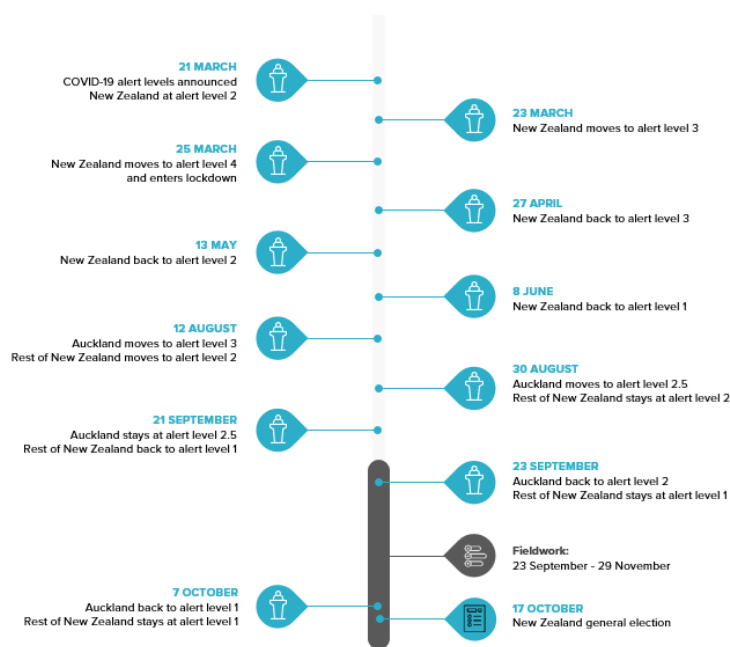 21 MARCH
COVID-19 alert levels announced
New Zealand at alert level 2
23 MARCH
New Zealand moves to alert level 3
25 MARCH
New Zealand moves to alert level 4
and enters lockdown
27 APRIL
New Zealand back to alert level 3
13 MAY
New Zealand back to alert level 2
8 JUNE
New Zealand back to alert level 1
12 AUGUST
Auckland moves to alert level 3
Rest of New Zealand moves to alert level 2
30 AUGUST
Auckland moves to alert level 2.5
Rest of New Zealand stays at alert level 2
21 SEPTEMBER
Auckland stays at alert level 2.5
Rest of New Zealand back to alert level 1
23 SEPTEMBER
Auckland back to alert level 2
Rest of New Zealand stays at alert level 1
Fieldwork:
23 September - 29 November
7 OCTOBER
Auckland back to alert level 1
Rest of New Zealand stays at alert level 1
17 OCTOBER
New Zealand general election